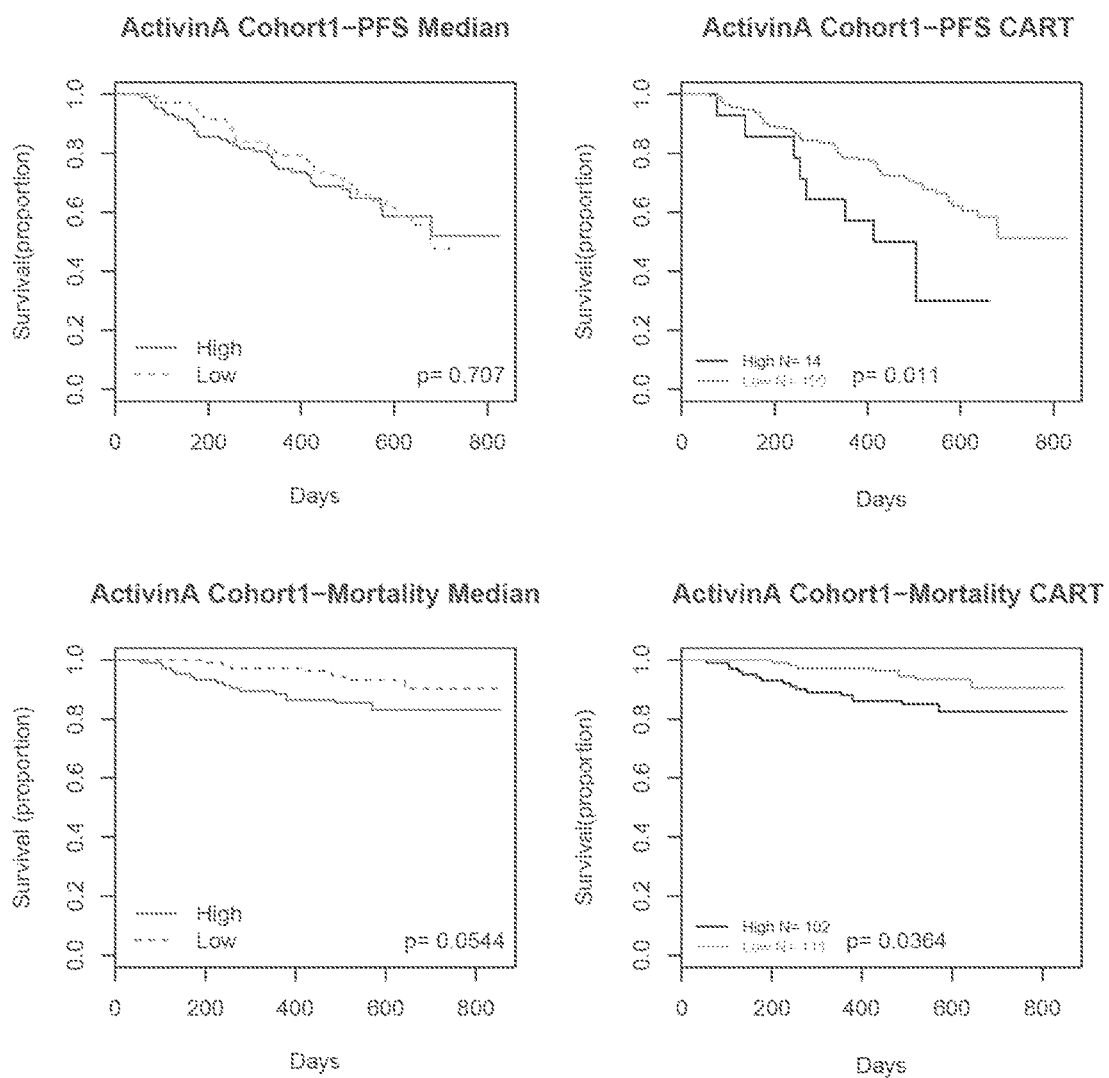 ActivinA Cohort1-PFS Median
Survival(proportion)
1.0
0.8
0.6
0.4
0.2
0.0
High
Low
p= 0.707
0 200 400 600 800
Days
ActivinA Cohort1-PFS CART
Survival(proportion)
1.0
0.8
0.6
0.4
0.2
0.0
High N= 14
Low N=
p= 0.011
0 200 400 600 800
Days
ActivinA Cohort1-Mortality Median
Survival (proportion)
1.0
0.8
0.6
0.4
0.2
0.0
High
Low
p= 0.0544
0 200 400 600 800
Days
ActivinA Cohort1-Mortality CART
Survival(proportion)
1.0
0.8
0.6
0.4
0.2
0.0
High N= 102
Low N= 111
p= 0.0364
0 200 400 600 800
Days